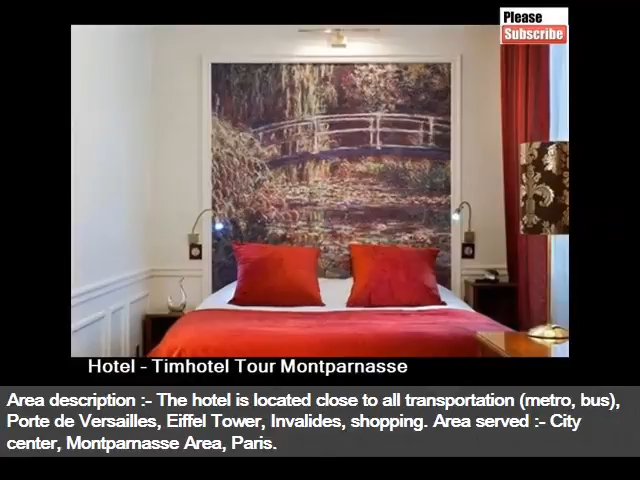 Please
Subscribe
Hotel - Timhotel Tour Montparnasse
Area description :- The hotel is located close to all transportation (metro, bus),
Porte de Versailles, Eiffel Tower, Invalides, shopping. Area served :- City
center, Montparnasse Area, Paris.